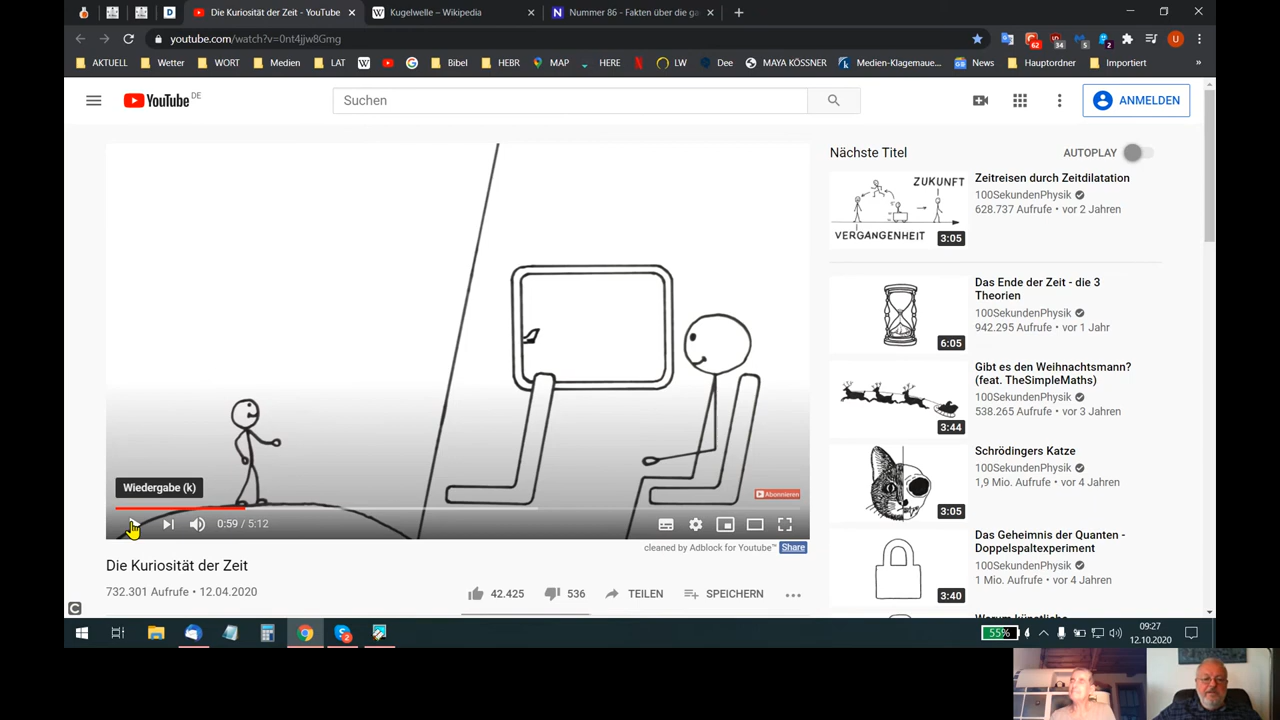 Die Kuriosität der Zeit - YouTube
Kugelwelle – Wikipedia
Nummer 86 - Fakten über die ga
youtube.com/watch?v=0nt4jjw8Gmg
62
34
5
2
U
AKTUELL
Wetter
WORT
Medien
LAT
Bibel
HEBR
MAP
HERE
LW
Dee
MAYA KÖSSNER
Medien-Klagemaue...
News
Hauptordner
Importiert
YouTube DE
Suchen
ANMELDEN
Nächste Titel
AUTOPLAY
ZUKUNFT
VERGANGENHEIT
3:05
Zeitreisen durch Zeitdilatation
100SekundenPhysik
628.737 Aufrufe • vor 2 Jahren
6:05
Das Ende der Zeit - die 3
Theorien
100SekundenPhysik
942.295 Aufrufe • vor 1 Jahr
3:44
Gibt es den Weihnachtsmann?
(feat. TheSimpleMaths)
100SekundenPhysik
538.265 Aufrufe • vor 3 Jahren
3:05
Schrödingers Katze
100SekundenPhysik
1,9 Mio. Aufrufe • vor 4 Jahren
3:40
Das Geheimnis der Quanten -
Doppelspaltexperiment
100SekundenPhysik
1 Mio. Aufrufe • vor 4 Jahren
Wiedergabe (k)
Abonnieren
0:59 / 5:12
cleaned by Adblock for Youtube™ Share
Die Kuriosität der Zeit
732.301 Aufrufe • 12.04.2020
42.425
536
TEILEN
SPEICHERN
55%
09:27
12.10.2020